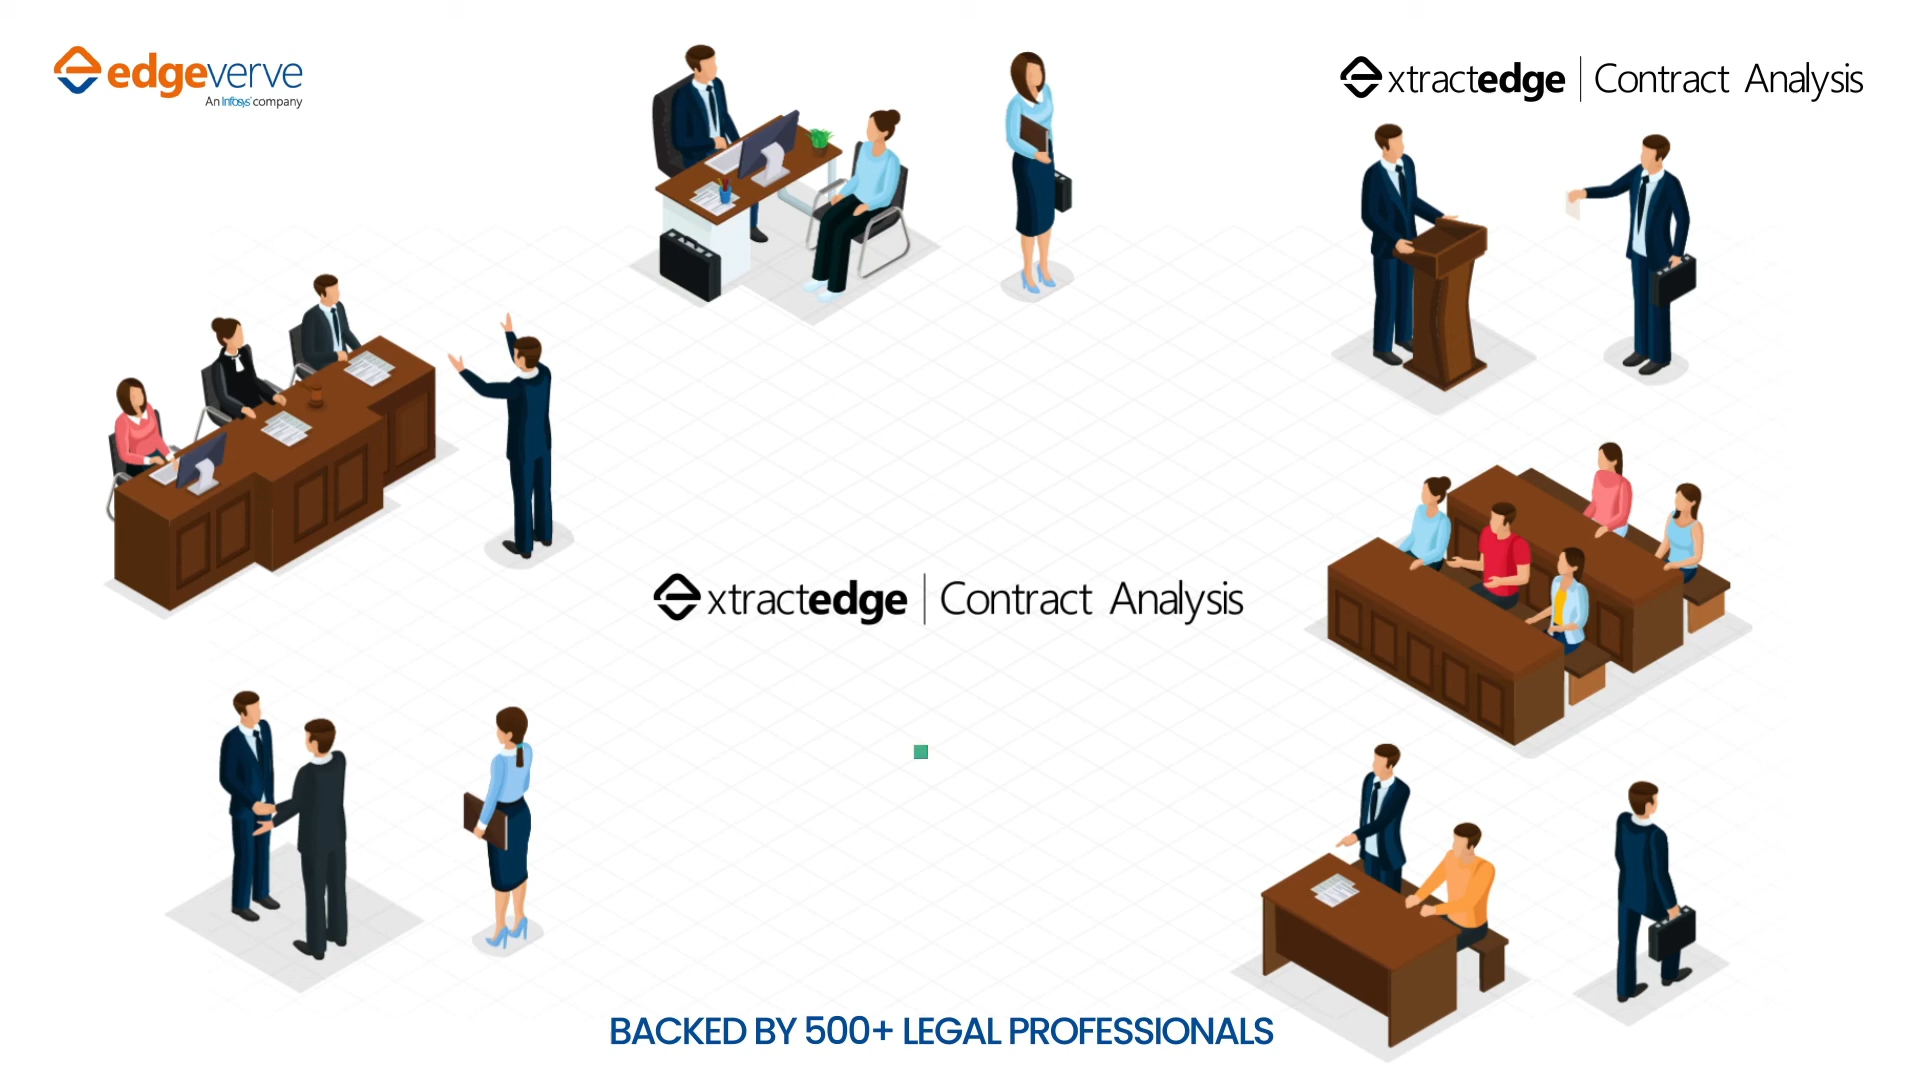 edgeverve
An Infosys company
xtractedge | Contract Analysis
xtractedge | Contract Analysis
BACKED BY 500+ LEGAL PROFESSIONALS